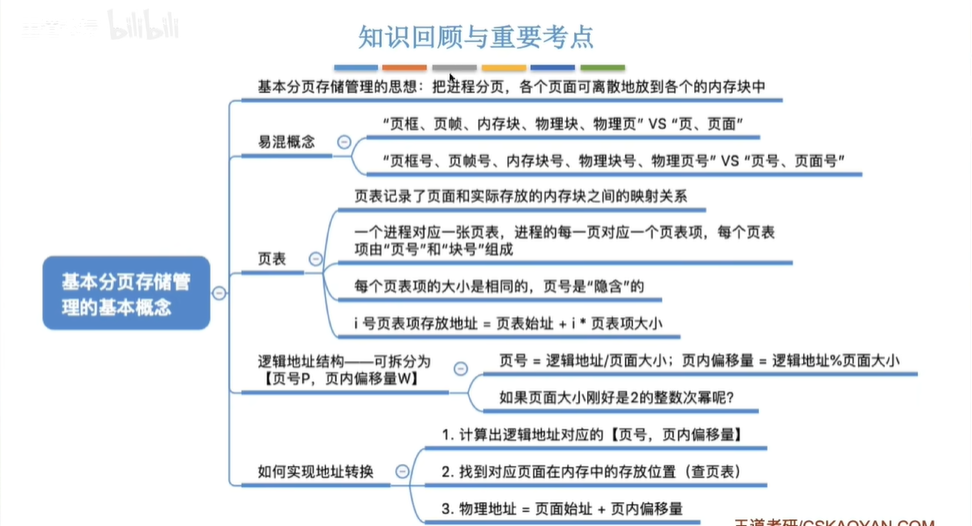 bilibili
知识回顾与重要考点
基本分页存储管理的思想：把进程分页，各个页面可离散地放到各个的内存块中
易混概念
“页框、页帧、内存块、物理块、物理页” VS “页、页面”
“页框号、页帧号、内存块号、物理块号、物理页号” VS “页号、页面号”
页表记录了页面和实际存放的内存块之间的映射关系
一个进程对应一张页表，进程的每一页对应一个页表项，每个页表
项由“页号”和“块号”组成
页表
每个页表项的大小是相同的，页号是“隐含”的
i 号页表项存放地址 = 页表始址 + i * 页表项大小
基本分页存储管
理的基本概念
逻辑地址结构——可拆分为
【页号P，页内偏移量W】
页号 = 逻辑地址/页面大小；页内偏移量 = 逻辑地址%页面大小
如果页面大小刚好是2的整数次幂呢？
如何实现地址转换
1. 计算出逻辑地址对应的【页号，页内偏移量】
2. 找到对应页面在内存中的存放位置（查页表）
3. 物理地址 = 页面始址 + 页内偏移量
王道考研/CSKAOYAN.COM